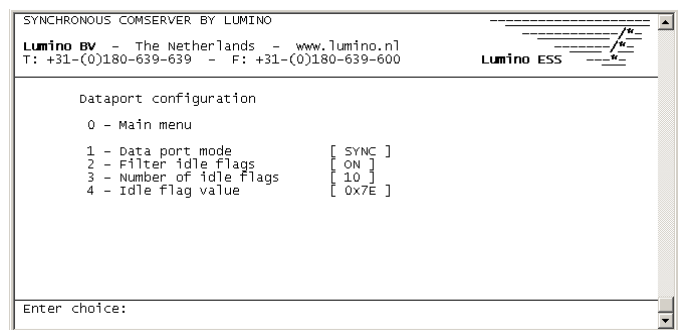 SYNCHRONOUS COMSERVER BY LUMINO
Lumino BV – The Netherlands – www.lumino.nl
T: +31-(0)180-639-639 – F: +31-(0)180-639-600
Lumino ESS
Dataport configuration
0 – Main menu
1 – Data port mode [ SYNC ]
2 – Filter idle flags [ ON ]
3 – Number of idle flags [ 10 ]
4 – Idle flag value [ 0x7E ]
Enter choice: